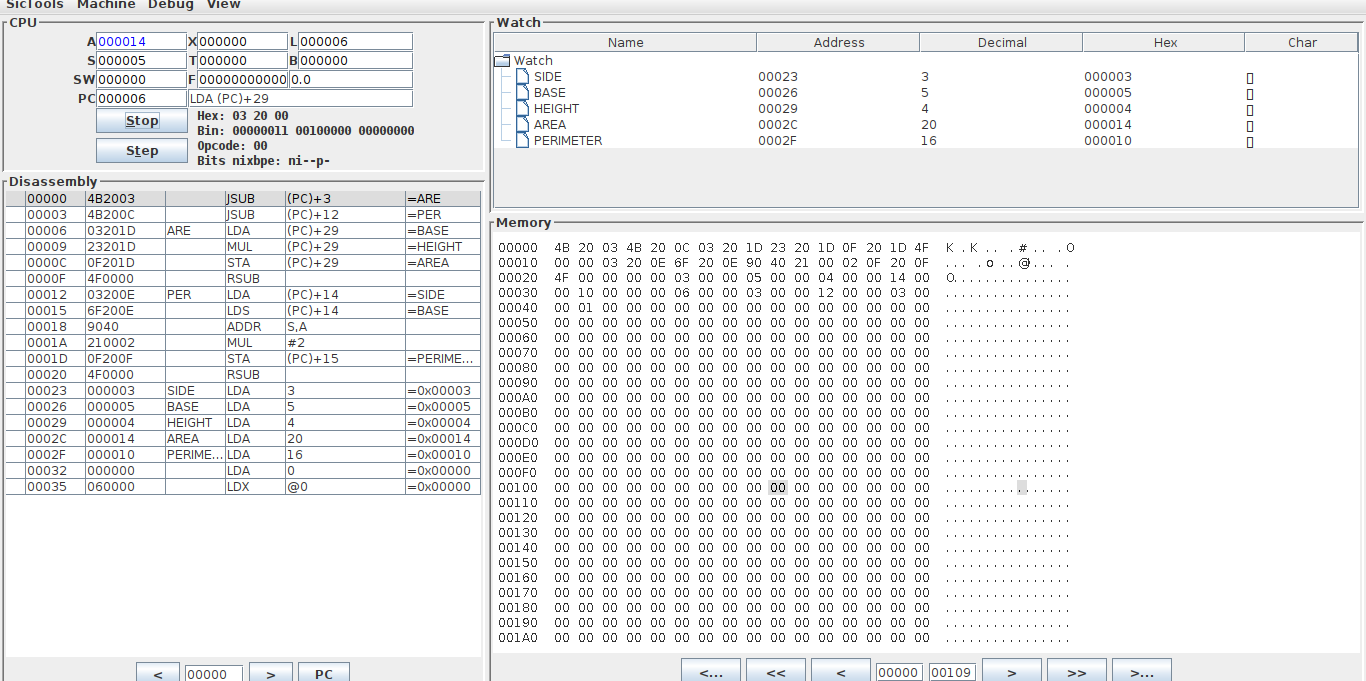 SicTools Machine Debug View
CPU
A 000014 X 000000 L 000006
S 000005 T 000000 B 000000
SW 000000 F 00000000000 0.0
PC 000006 LDA (PC)+29
Stop Hex: 03 20 00
Bin: 00000011 00100000 00000000
Step Opcode: 00
Bits nixbpe: ni--p-
Disassembly
00000 4B2003 JSUB (PC)+3 =ARE
00003 4B200C JSUB (PC)+12 =PER
00006 03201D ARE LDA (PC)+29 =BASE
00009 23201D MUL (PC)+29 =HEIGHT
0000C 0F201D STA (PC)+29 =AREA
0000F 4F0000 RSUB
00012 03200E PER LDA (PC)+14 =SIDE
00015 6F200E LDS (PC)+14 =BASE
00018 9040 ADDR S,A
0001A 210002 MUL #2
0001D 0F200F STA (PC)+15 =PERIME...
00020 4F0000 RSUB
00023 000003 SIDE LDA 3 =0x00003
00026 000005 BASE LDA 5 =0x00005
00029 000004 HEIGHT LDA 4 =0x00004
0002C 000014 AREA LDA 20 =0x00014
0002F 000010 PERIME... LDA 16 =0x00010
00032 000000 LDA 0 =0x00000
00035 060000 LDX @0 =0x00000
< 00000 > PC
Watch
Name Address Decimal Hex Char
Watch
SIDE 00023 3 000003 ▯
BASE 00026 5 000005 ▯
HEIGHT 00029 4 000004 ▯
AREA 0002C 20 000014 ▯
PERIMETER 0002F 16 000010 ▯
Memory
00000 4B 20 03 4B 20 0C 03 20 1D 23 20 1D 0F 20 1D 4F K . K . . . # . . . O
00010 00 00 03 20 0E 6F 20 0E 90 40 21 00 02 0F 20 0F . . . . . o . . . @ . . . . .
00020 4F 00 00 00 00 03 00 00 05 00 00 04 00 00 14 00 O . . . . . . . . . . . . . . .
00030 00 10 00 00 00 06 00 00 03 00 00 12 00 00 03 00 . . . . . . . . . . . . . . . .
00040 00 01 00 00 00 00 00 00 00 00 00 00 00 00 00 00 . . . . . . . . . . . . . . . .
00050 00 00 00 00 00 00 00 00 00 00 00 00 00 00 00 00 . . . . . . . . . . . . . . . .
00060 00 00 00 00 00 00 00 00 00 00 00 00 00 00 00 00 . . . . . . . . . . . . . . . .
00070 00 00 00 00 00 00 00 00 00 00 00 00 00 00 00 00 . . . . . . . . . . . . . . . .
00080 00 00 00 00 00 00 00 00 00 00 00 00 00 00 00 00 . . . . . . . . . . . . . . . .
00090 00 00 00 00 00 00 00 00 00 00 00 00 00 00 00 00 . . . . . . . . . . . . . . . .
000A0 00 00 00 00 00 00 00 00 00 00 00 00 00 00 00 00 . . . . . . . . . . . . . . . .
000B0 00 00 00 00 00 00 00 00 00 00 00 00 00 00 00 00 . . . . . . . . . . . . . . . .
000C0 00 00 00 00 00 00 00 00 00 00 00 00 00 00 00 00 . . . . . . . . . . . . . . . .
000D0 00 00 00 00 00 00 00 00 00 00 00 00 00 00 00 00 . . . . . . . . . . . . . . . .
000E0 00 00 00 00 00 00 00 00 00 00 00 00 00 00 00 00 . . . . . . . . . . . . . . . .
000F0 00 00 00 00 00 00 00 00 00 00 00 00 00 00 00 00 . . . . . . . . . . . . . . . .
00100 00 00 00 00 00 00 00 00 00 00 00 00 00 00 00 00 . . . . . . . . . . . . . . . .
00110 00 00 00 00 00 00 00 00 00 00 00 00 00 00 00 00 . . . . . . . . . . . . . . . .
00120 00 00 00 00 00 00 00 00 00 00 00 00 00 00 00 00 . . . . . . . . . . . . . . . .
00130 00 00 00 00 00 00 00 00 00 00 00 00 00 00 00 00 . . . . . . . . . . . . . . . .
00140 00 00 00 00 00 00 00 00 00 00 00 00 00 00 00 00 . . . . . . . . . . . . . . . .
00150 00 00 00 00 00 00 00 00 00 00 00 00 00 00 00 00 . . . . . . . . . . . . . . . .
00160 00 00 00 00 00 00 00 00 00 00 00 00 00 00 00 00 . . . . . . . . . . . . . . . .
00170 00 00 00 00 00 00 00 00 00 00 00 00 00 00 00 00 . . . . . . . . . . . . . . . .
00180 00 00 00 00 00 00 00 00 00 00 00 00 00 00 00 00 . . . . . . . . . . . . . . . .
00190 00 00 00 00 00 00 00 00 00 00 00 00 00 00 00 00 . . . . . . . . . . . . . . . .
001A0 00 00 00 00 00 00 00 00 00 00 00 00 00 00 00 00 . . . . . . . . . . . . . . . .
<... << < 00000 00109 > >> >...